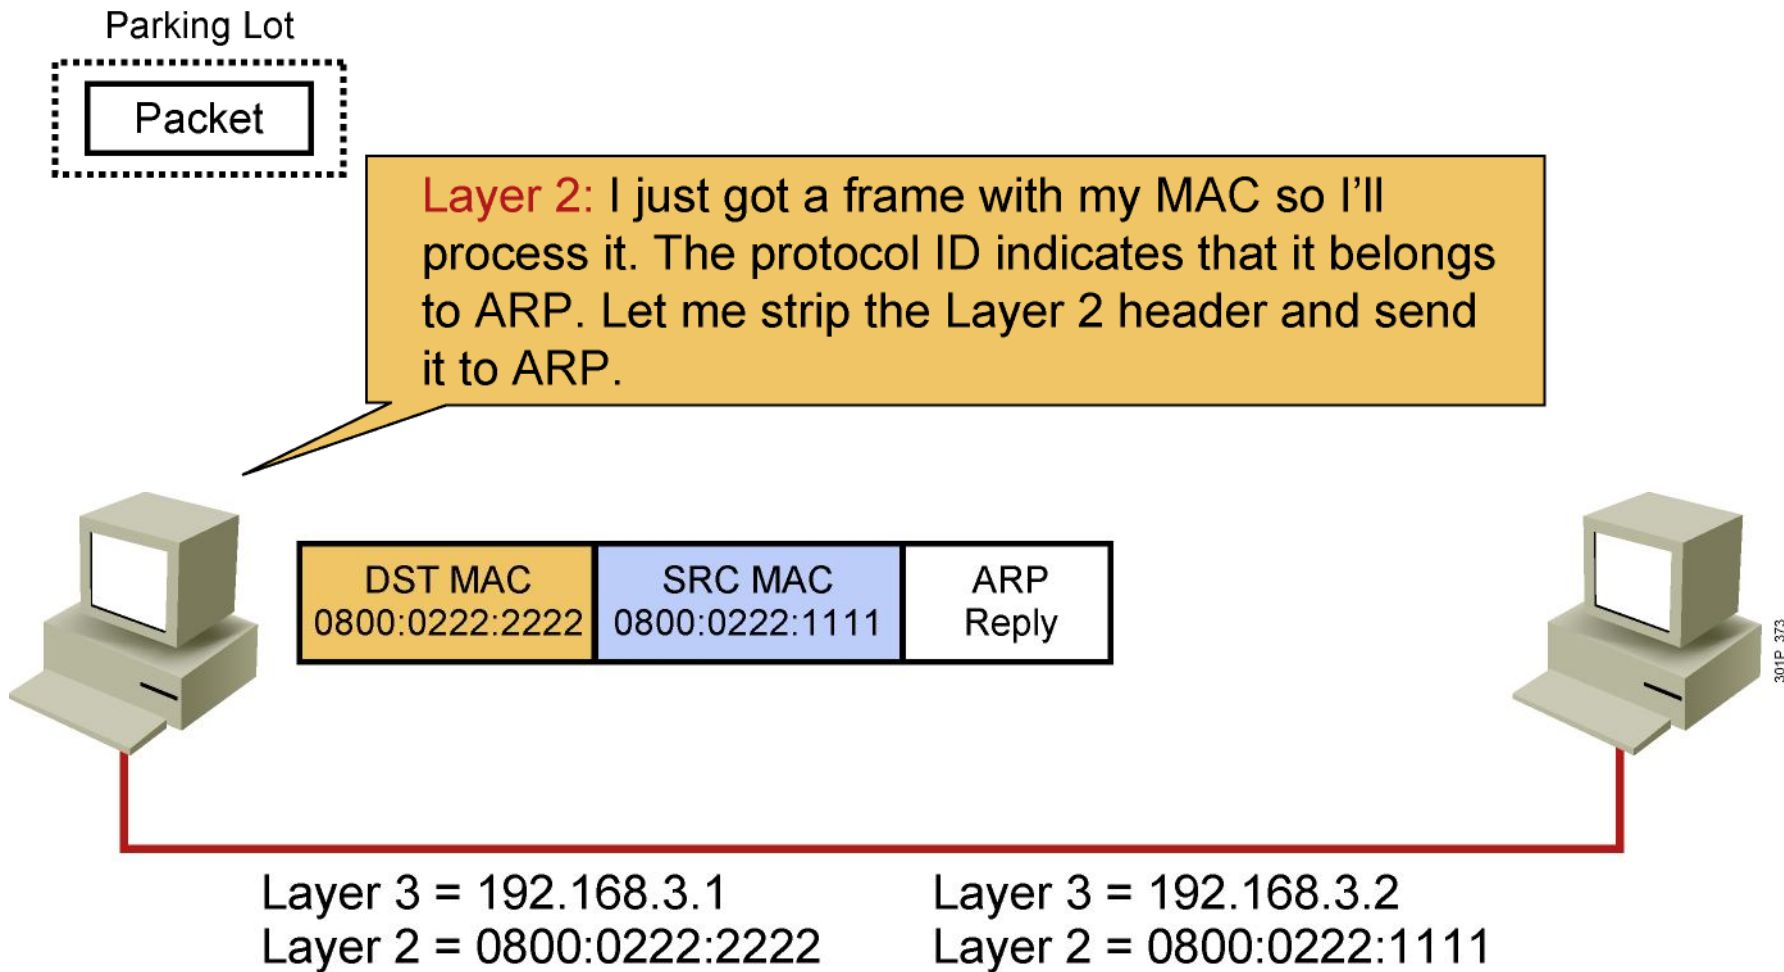 Parking Lot
Packet
Layer 2: I just got a frame with my MAC so I’ll
process it. The protocol ID indicates that it belongs
to ARP. Let me strip the Layer 2 header and send
it to ARP.
DST MAC
0800:0222:2222
SRC MAC
0800:0222:1111
ARP
Reply
301P_373
Layer 3 = 192.168.3.1
Layer 2 = 0800:0222:2222
Layer 3 = 192.168.3.2
Layer 2 = 0800:0222:1111